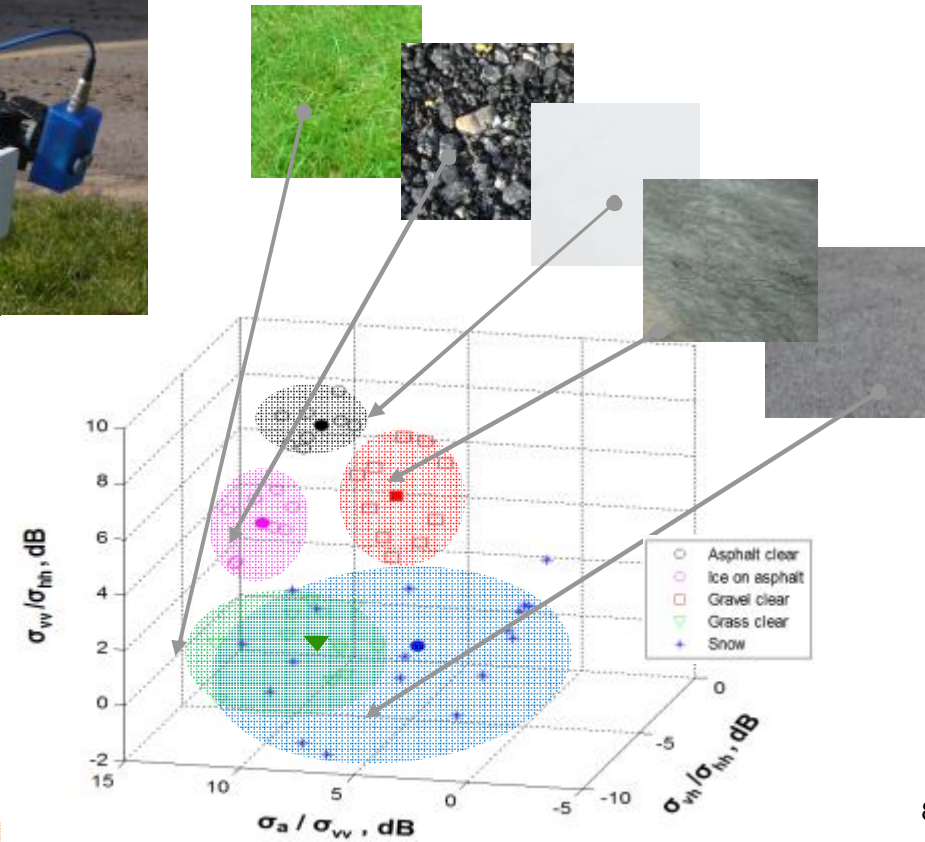 10
8
6
4
2
0
-2
σvv/σhh, dB
15
10
5
0
-5
σa / σvv , dB
-10
-5
0
σvh/σhh, dB
Asphalt clear
Ice on asphalt
Gravel clear
Grass clear
Snow